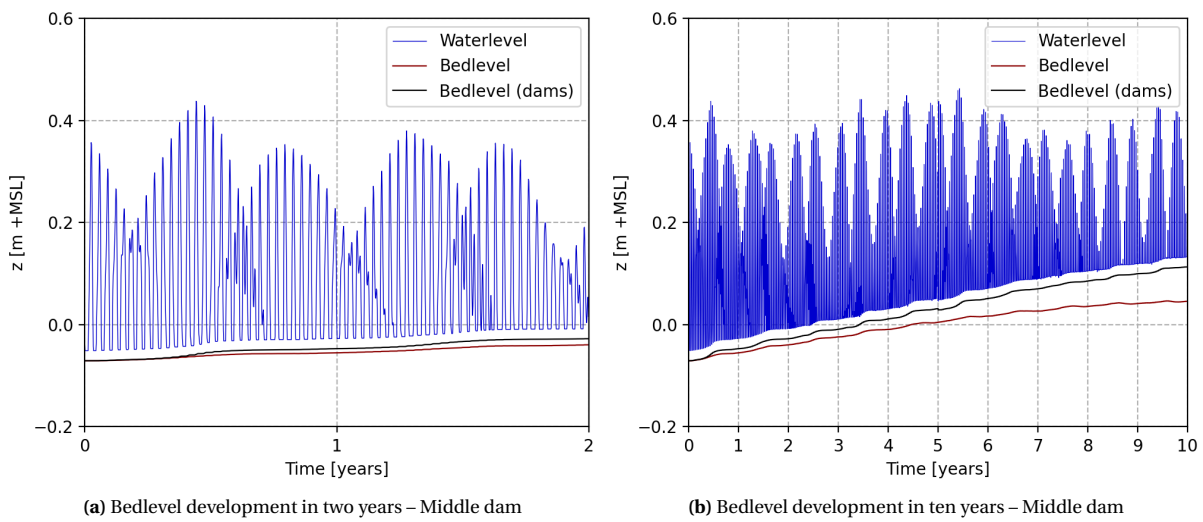 0.6
0.4
0.2
0.0
−0.2
z [m +MSL]
0
1
2
Time [years]
Waterlevel
Bedlevel
Bedlevel (dams)
(a) Bedlevel development in two years – Middle dam
0.6
0.4
0.2
0.0
−0.2
z [m +MSL]
0 1 2 3 4 5 6 7 8 9 10
Time [years]
Waterlevel
Bedlevel
Bedlevel (dams)
(b) Bedlevel development in ten years – Middle dam